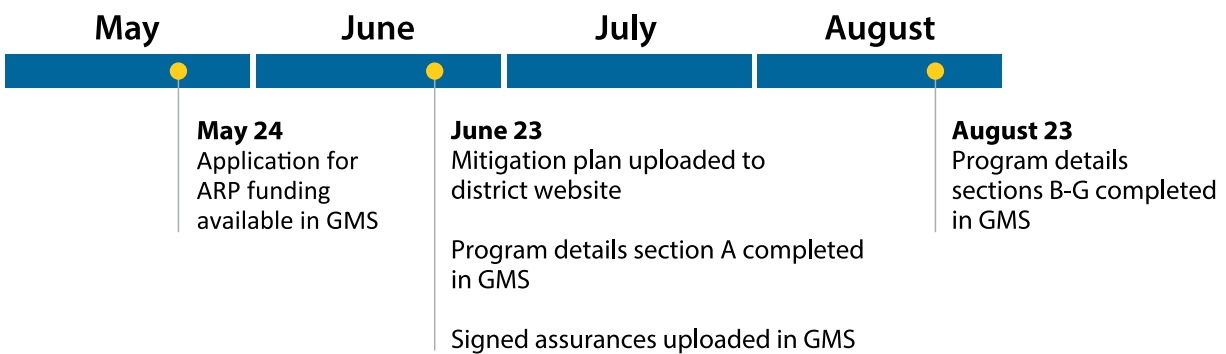 May
June
July
August
May 24
Application for
ARP funding
available in GMS
June 23
Mitigation plan uploaded to
district website
Program details section A completed
in GMS
Signed assurances uploaded in GMS
August 23
Program details
sections B-G completed
in GMS